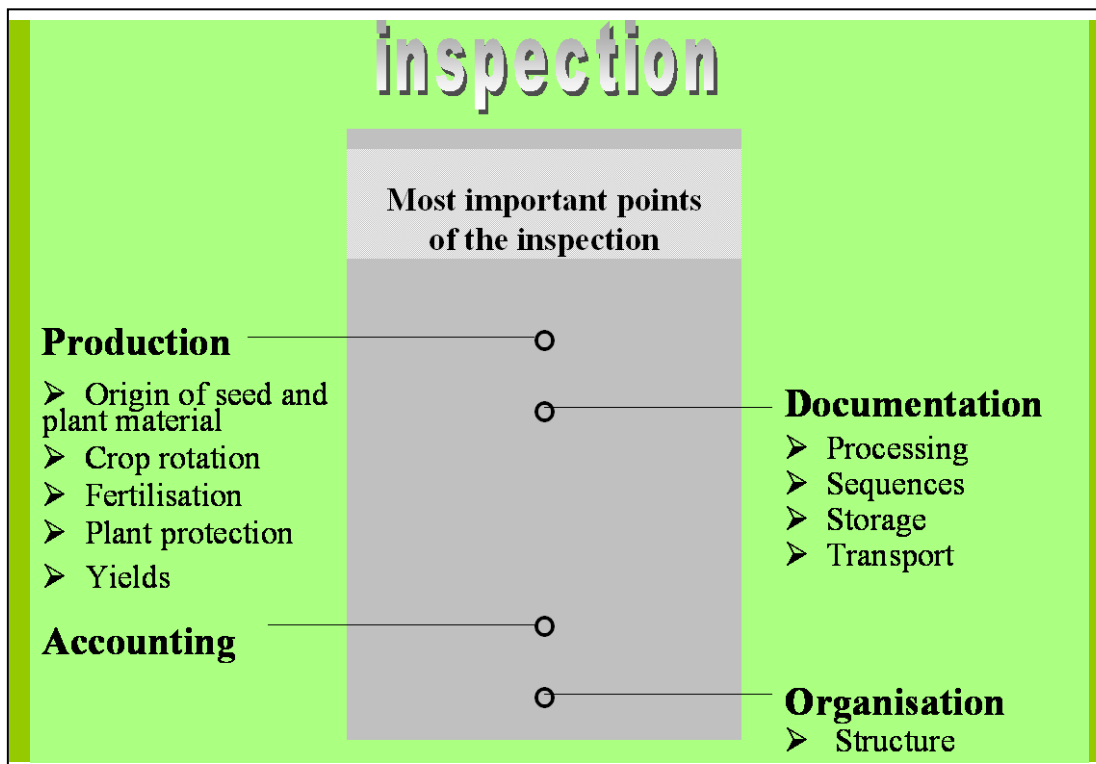 inspection
Most important points
of the inspection
Production
➢ Origin of seed and
plant material
➢ Crop rotation
➢ Fertilisation
➢ Plant protection
➢ Yields
Accounting
Documentation
➢ Processing
➢ Sequences
➢ Storage
➢ Transport
Organisation
➢ Structure